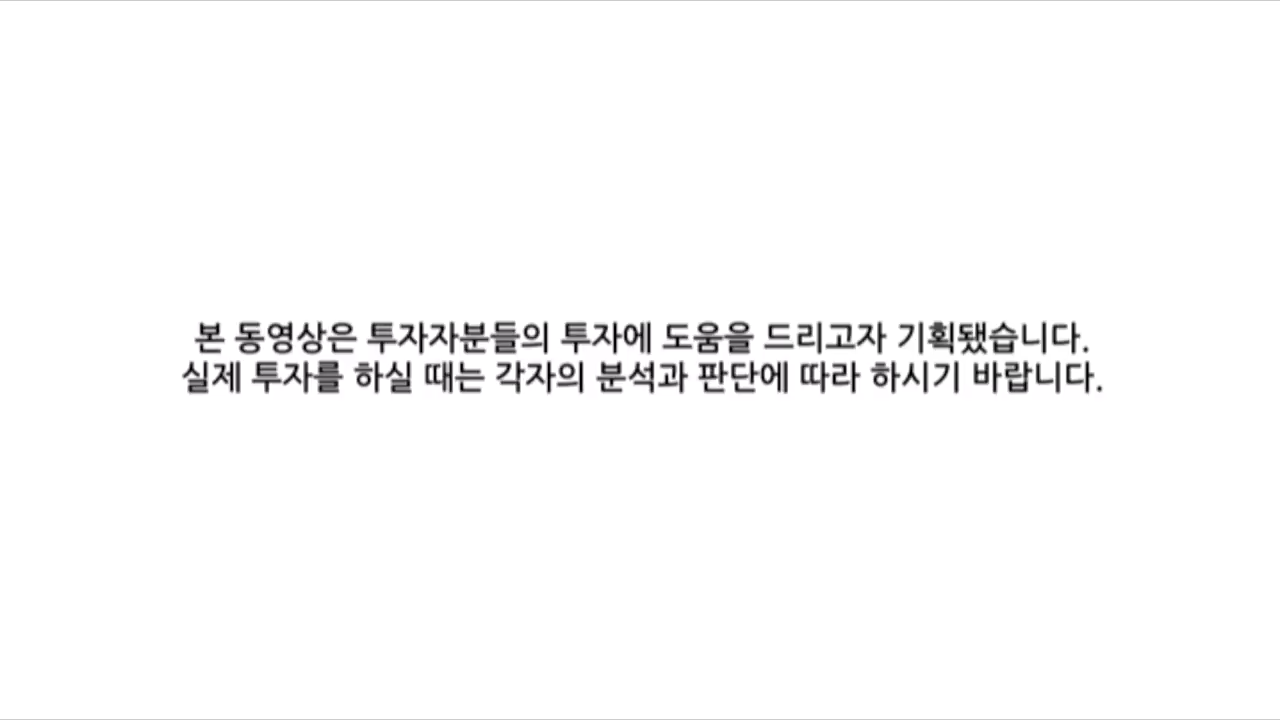 본 동영상은 투자자분들의 투자에 도움을 드리고자 기획됐습니다.
실제 투자를 하실 때는 각자의 분석과 판단에 따라 하시기 바랍니다.